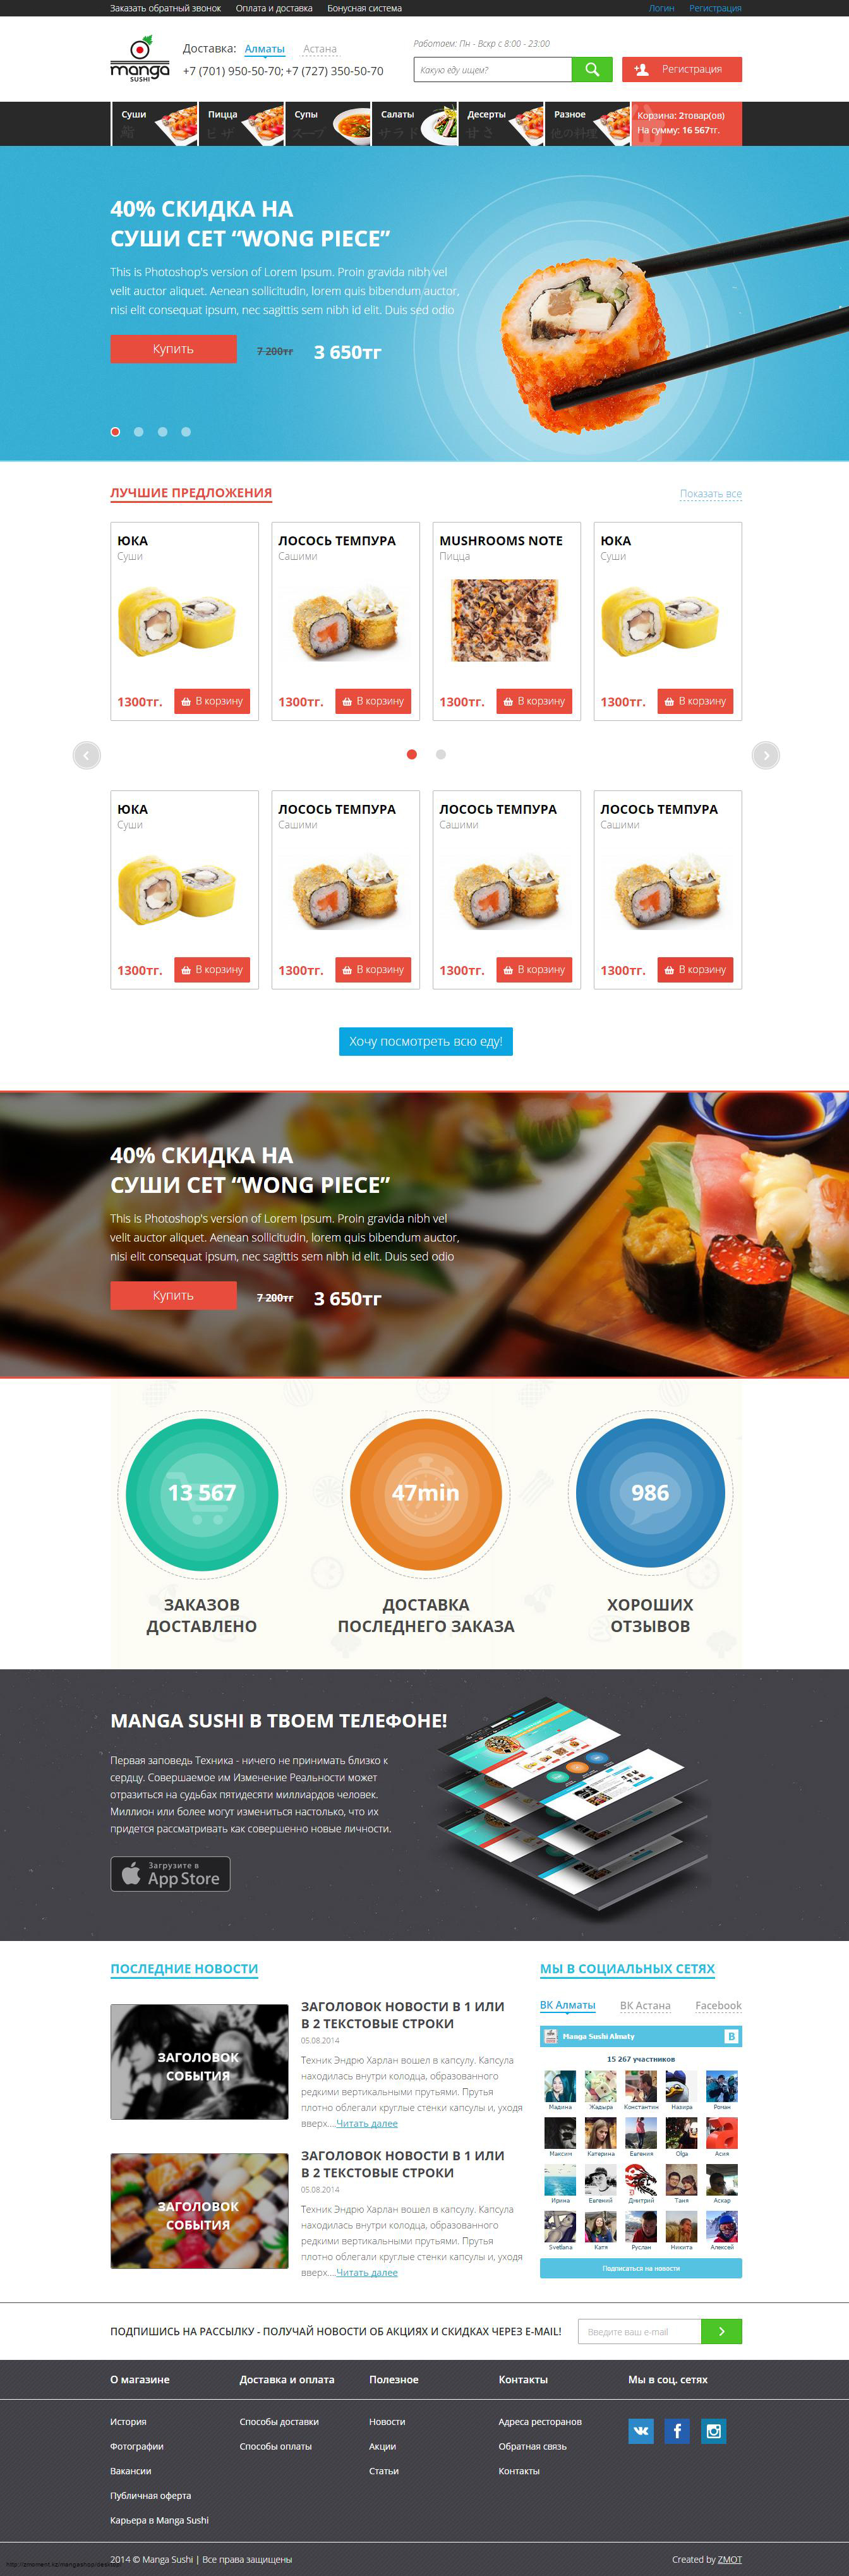 Заказать обратный звонок Оплата и доставка Бонусная система Логин Регистрация
manga
SUSHI
Доставка: Алматы Астана
+7 (701) 950-50-70; +7 (727) 350-50-70
Работаем: Пн - Вскр с 8:00 - 23:00
Какую еду ищем?
Регистрация
Суши Пицца Супы Салаты Десерты Разное
鮨 ピザ スープ サラド 甘さ 他の料理
Корзина: 2товар(ов)
На сумму: 16 567тг.
40% СКИДКА НА
СУШИ СЕТ “WONG PIECE”
This is Photoshop's version of Lorem Ipsum. Proin gravida nibh vel
velit auctor aliquet. Aenean sollicitudin, lorem quis bibendum auctor,
nisi elit consequat ipsum, nec sagittis sem nibh id elit. Duis sed odio
Купить 7 200тг 3 650тг
ЛУЧШИЕ ПРЕДЛОЖЕНИЯ Показать все
ЮКА ЛОСОСЬ ТЕМПУРА MUSHROOMS NOTE ЮКА
Суши Сашими Пицца Суши
1300тг. В корзину 1300тг. В корзину 1300тг. В корзину 1300тг. В корзину
ЮКА ЛОСОСЬ ТЕМПУРА ЛОСОСЬ ТЕМПУРА ЛОСОСЬ ТЕМПУРА
Суши Сашими Сашими Сашими
1300тг. В корзину 1300тг. В корзину 1300тг. В корзину 1300тг. В корзину
Хочу посмотреть всю еду!
40% СКИДКА НА
СУШИ СЕТ “WONG PIECE”
This is Photoshop's version of Lorem Ipsum. Proin gravida nibh vel
velit auctor aliquet. Aenean sollicitudin, lorem quis bibendum auctor,
nisi elit consequat ipsum, nec sagittis sem nibh id elit. Duis sed odio
Купить 7 200тг 3 650тг
13 567 47min 986
ЗАКАЗОВ
ДОСТАВЛЕНО
ДОСТАВКА
ПОСЛЕДНЕГО ЗАКАЗА
ХОРОШИХ
ОТЗЫВОВ
MANGA SUSHI В ТВОЕМ ТЕЛЕФОНЕ!
Первая заповедь Техника - ничего не принимать близко к
сердцу. Совершаемое им Изменение Реальности может
отразиться на судьбах пятидесяти миллиардов человек.
Миллион или более могут измениться настолько, что их
придется рассматривать как совершенно новые личности.
Загрузите в
App Store
ПОСЛЕДНИЕ НОВОСТИ
ЗАГОЛОВОК
СОБЫТИЯ
ЗАГОЛОВОК НОВОСТИ В 1 ИЛИ
В 2 ТЕКСТОВЫЕ СТРОКИ
05.08.2014
Техник Эндрю Харлан вошел в капсулу. Капсула
находилась внутри колодца, образованного
редкими вертикальными прутьями. Прутья
плотно облегали круглые стенки капсулы и, уходя
вверх....Читать далее
ЗАГОЛОВОК
СОБЫТИЯ
ЗАГОЛОВОК НОВОСТИ В 1 ИЛИ
В 2 ТЕКСТОВЫЕ СТРОКИ
05.08.2014
Техник Эндрю Харлан вошел в капсулу. Капсула
находилась внутри колодца, образованного
редкими вертикальными прутьями. Прутья
плотно облегали круглые стенки капсулы и, уходя
вверх....Читать далее
МЫ В СОЦИАЛЬНЫХ СЕТЯХ
ВК Алматы ВК Астана Facebook
Manga Sushi Almaty B
15 267 участников
Мадина Жадыра Константин Назира Роман
Максим Катерина Евгения Olga Асия
Ирина Евгений Дмитрий Таня Аскар
Svetlana Катя Руслан Никита Алексей
Подписаться на новости
ПОДПИШИСЬ НА РАССЫЛКУ - ПОЛУЧАЙ НОВОСТИ ОБ АКЦИЯХ И СКИДКАХ ЧЕРЕЗ E-MAIL! Введите ваш e-mail
О магазине Доставка и оплата Полезное Контакты Мы в соц. сетях
История Способы доставки Новости Адреса ресторанов
Фотографии Способы оплаты Акции Обратная связь
Вакансии Статьи Контакты
Публичная оферта
Карьера в Manga Sushi
2014 © Manga Sushi | Все права защищены Created by ZMOT